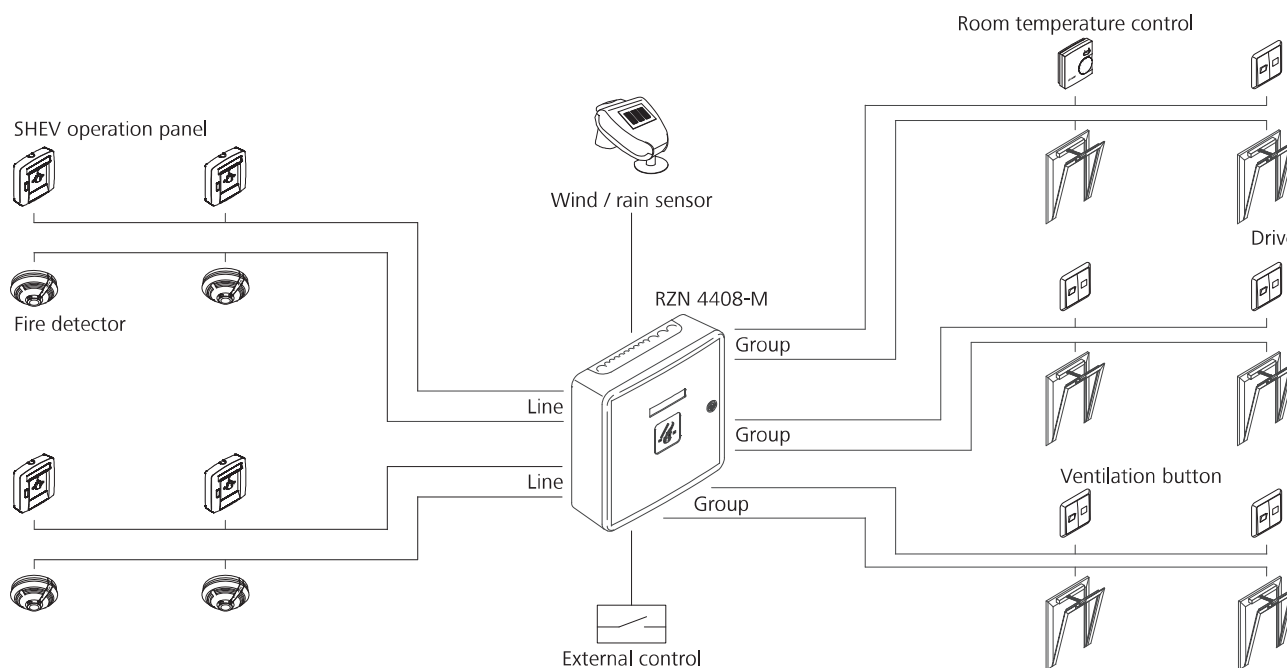 Room temperature control
SHEV operation panel
Wind / rain sensor
Fire detector
RZN 4408-M
Group
Line
Group
Line
Ventilation button
Group
External control